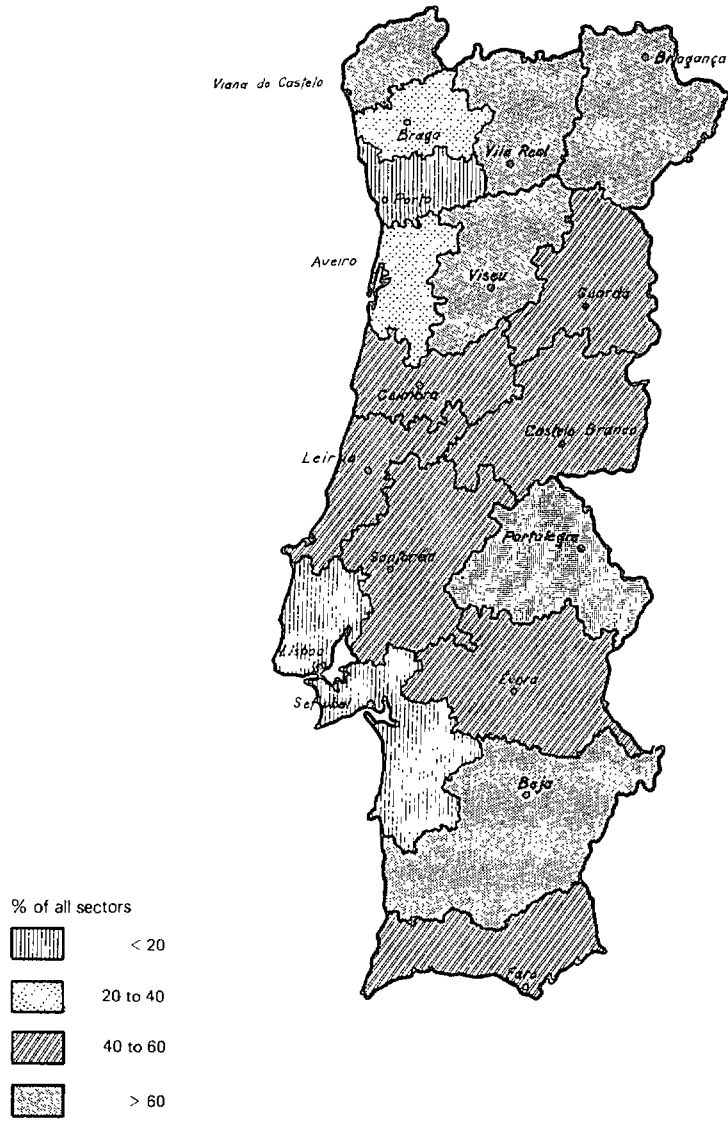 Bragança
Viana do Castelo
Braga
Vila Real
Porto
Aveiro
Viseu
Guarda
Coimbra
Castelo Branco
Leiria
Portalegre
Santarém
Lisboa
Évora
Setubal
Beja
Faro
% of all sectors
< 20
20 to 40
40 to 60
> 60